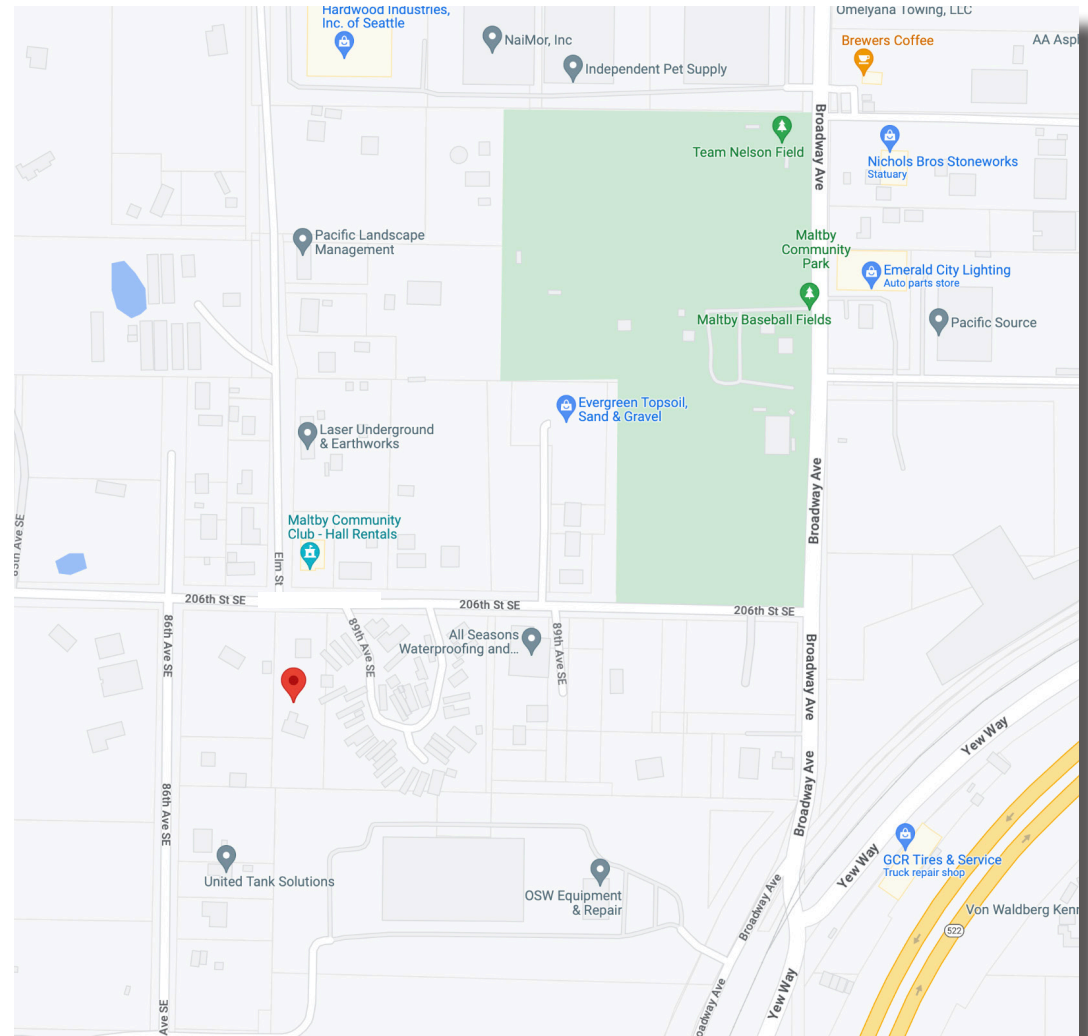 Hardwood Industries,
Inc. of Seattle
NaiMor, Inc
Independent Pet Supply
Omelyana Towing, LLC
Brewers Coffee
AA Asp
Broadway Ave
Team Nelson Field
Nichols Bros Stoneworks
Statuary
Pacific Landscape
Management
Maltby
Community
Park
Emerald City Lighting
Auto parts store
Maltby Baseball Fields
Pacific Source
Evergreen Topsoil,
Sand & Gravel
Laser Underground
& Earthworks
Broadway Ave
Maltby Community
Club - Hall Rentals
Ave SE
Elm St
206th St SE
206th St SE
206th St SE
86th Ave SE
89th Ave SE
All Seasons
Waterproofing and...
89th Ave SE
Broadway Ave
Yew Way
86th Ave SE
Broadway Ave
GCR Tires & Service
Truck repair shop
Yew Way
United Tank Solutions
OSW Equipment
& Repair
Broadway Ave
Von Waldberg Ken
522
Yew Way
Ave SE
adway Ave